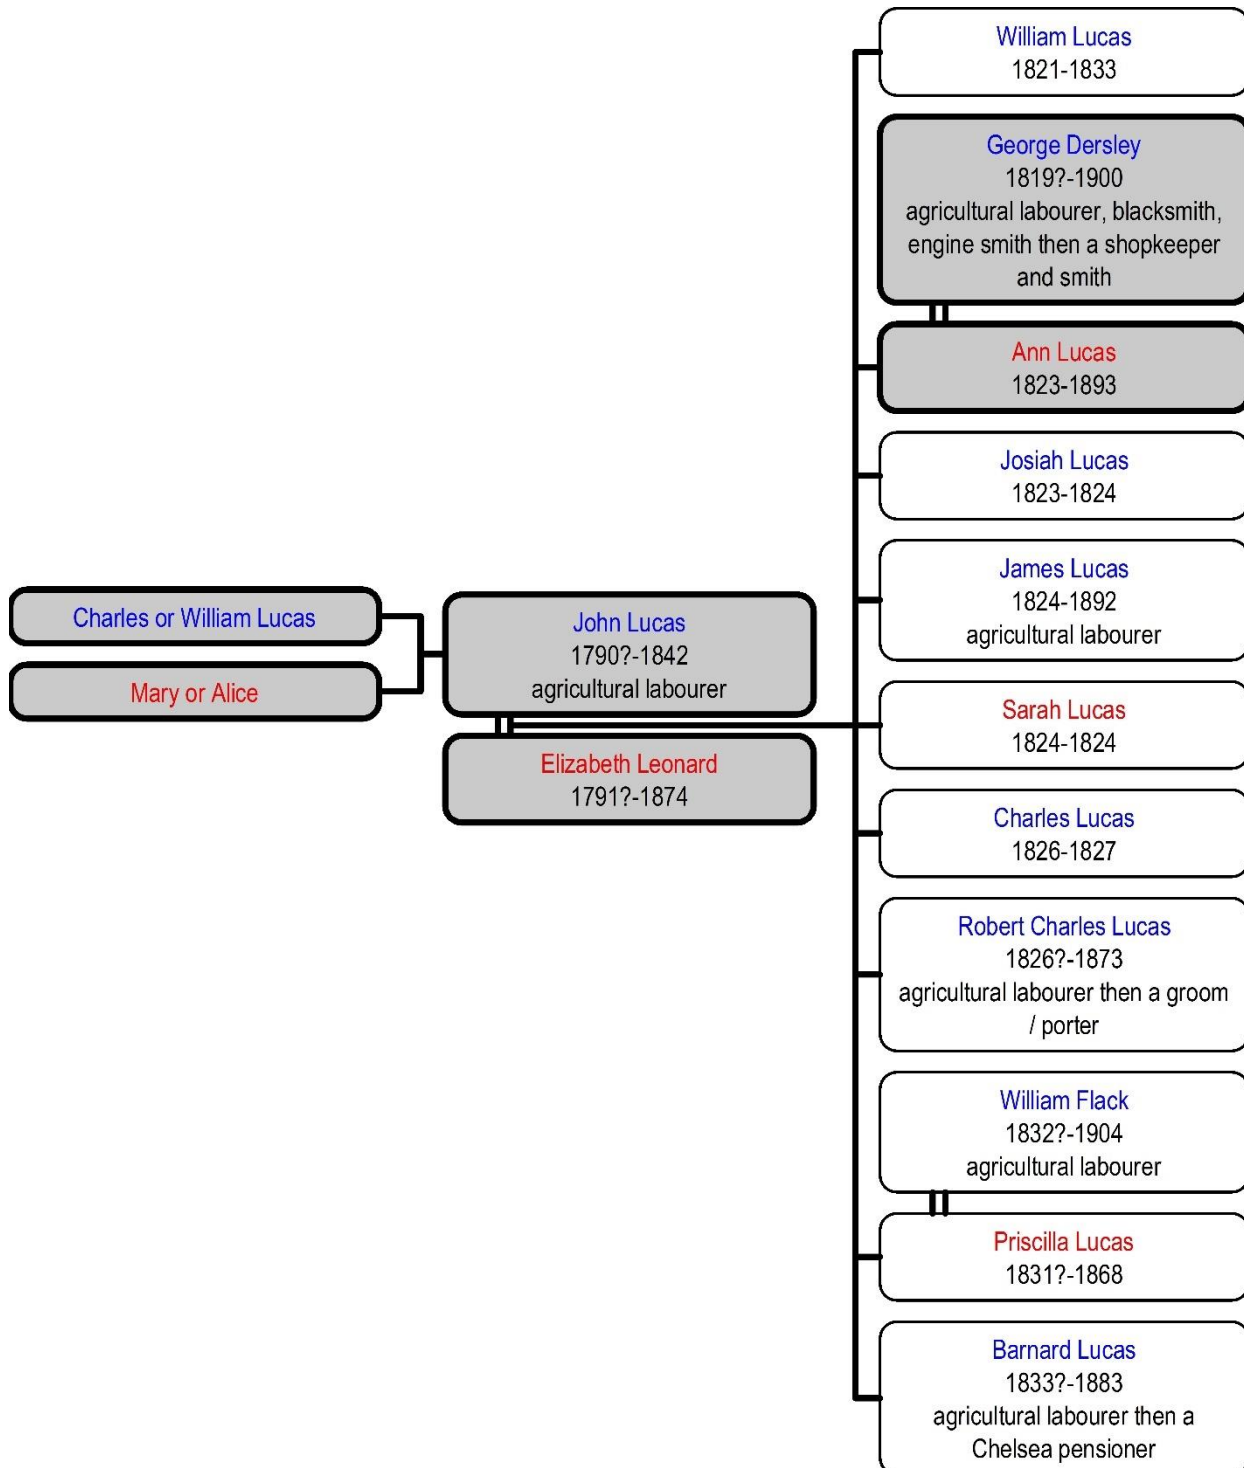 William Lucas
1821-1833
George Dersley
1819?-1900
agricultural labourer, blacksmith,
engine smith then a shopkeeper
and smith
Ann Lucas
1823-1893
Josiah Lucas
1823-1824
James Lucas
1824-1892
agricultural labourer
Charles or William Lucas
Mary or Alice
John Lucas
1790?-1842
agricultural labourer
Elizabeth Leonard
1791?-1874
Sarah Lucas
1824-1824
Charles Lucas
1826-1827
Robert Charles Lucas
1826?-1873
agricultural labourer then a groom
/ porter
William Flack
1832?-1904
agricultural labourer
Priscilla Lucas
1831?-1868
Barnard Lucas
1833?-1883
agricultural labourer then a
Chelsea pensioner